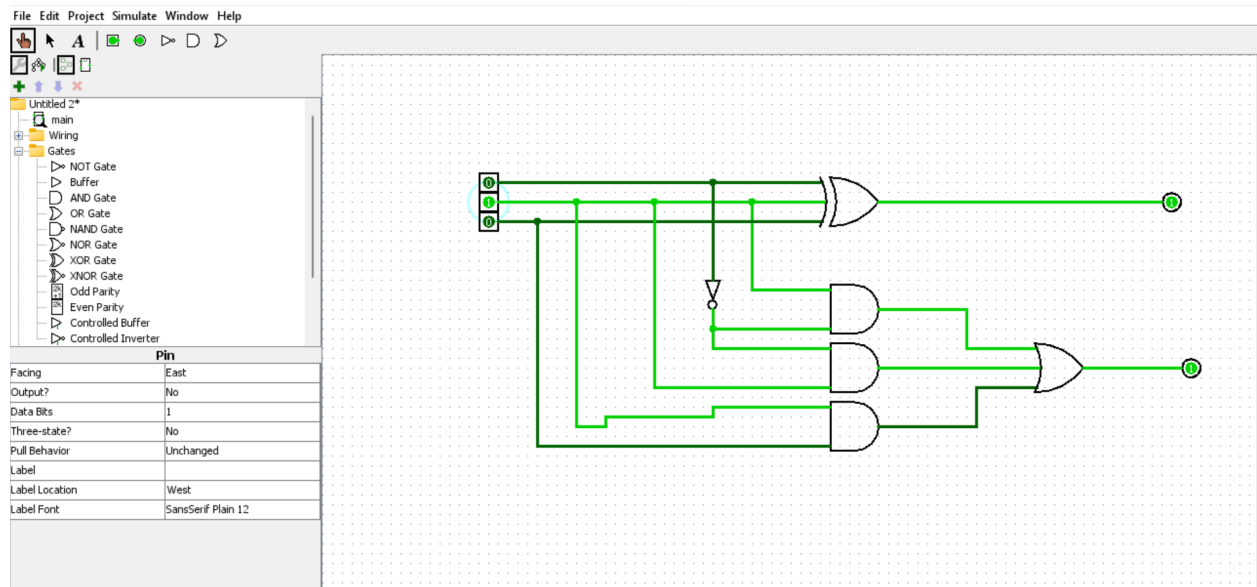 File Edit Project Simulate Window Help
A
Untitled 2*
main
Wiring
Gates
NOT Gate
Buffer
AND Gate
OR Gate
NAND Gate
NOR Gate
XOR Gate
XNOR Gate
Odd Parity
Even Parity
Controlled Buffer
Controlled Inverter
Pin
Facing East
Output? No
Data Bits 1
Three-state? No
Pull Behavior Unchanged
Label
Label Location West
Label Font SansSerif Plain 12
0
1
0
1
1